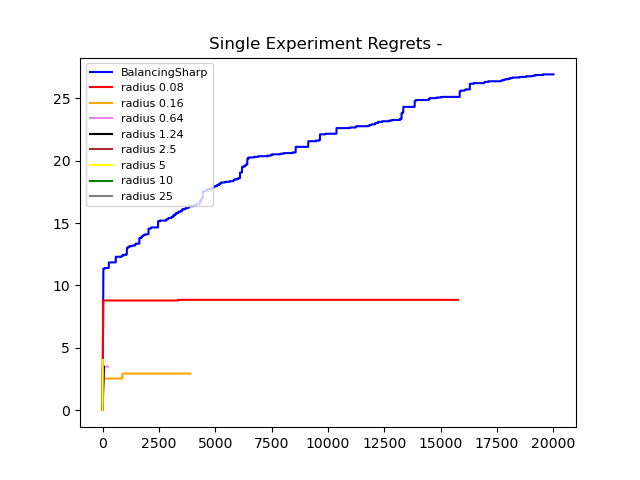 Single Experiment Regrets -
BalancingSharp
radius 0.08
radius 0.16
radius 0.64
radius 1.24
radius 2.5
radius 5
radius 10
radius 25
25
20
15
10
5
0
0 2500 5000 7500 10000 12500 15000 17500 20000